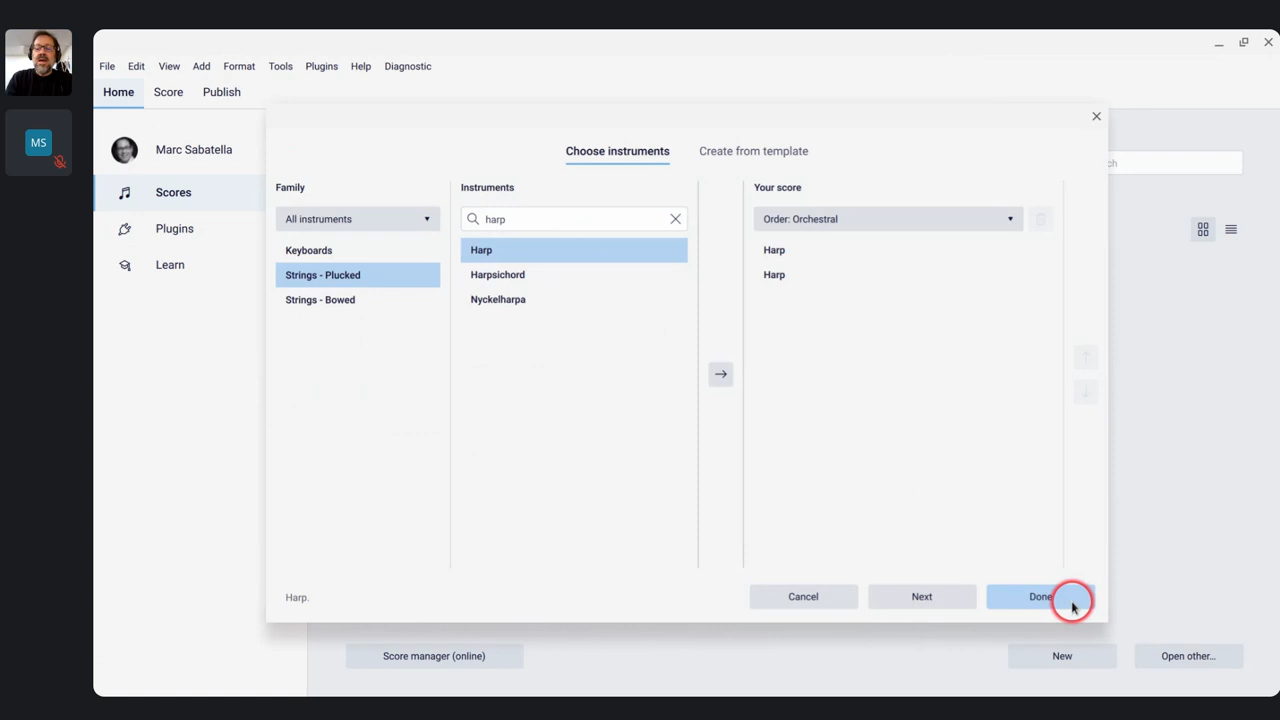 File Edit View Add Format Tools Plugins Help Diagnostic
Home Score Publish
MS
Marc Sabatella
Scores
Plugins
Learn
Choose instruments Create from template
Family Instruments Your score
All instruments harp Order: Orchestral
Keyboards Harp Harp
Strings - Plucked Harpsichord Harp
Strings - Bowed Nyckelharpa
ch
Harp. Cancel Next Done
Score manager (online) New Open other...